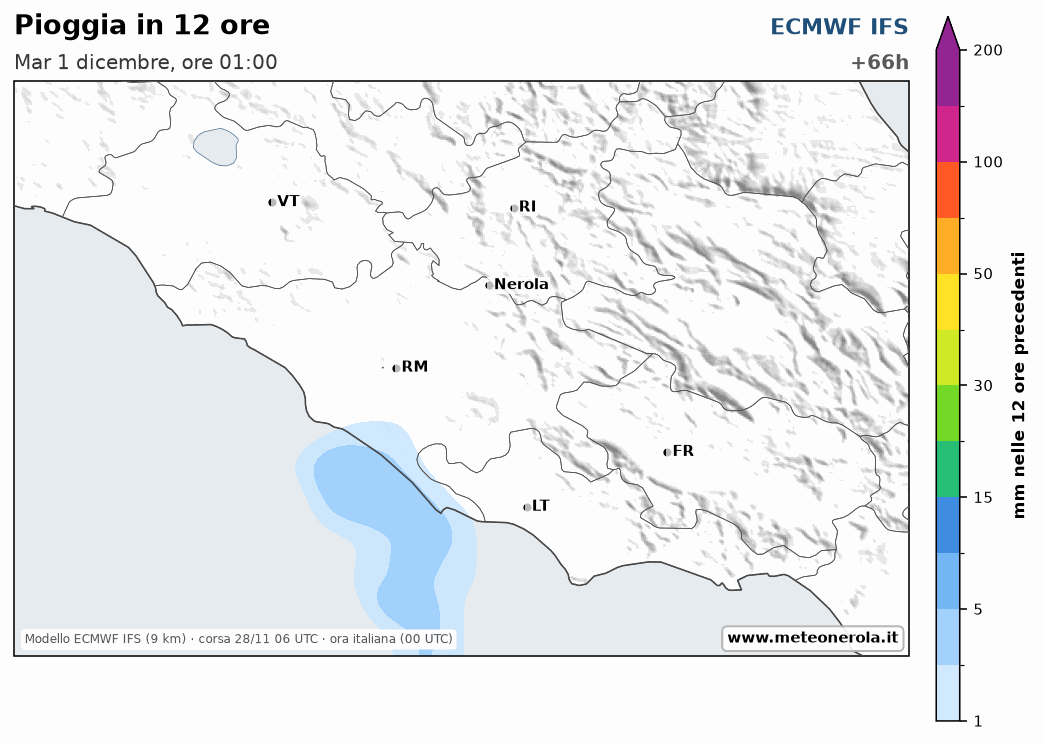 Pioggia in 12 ore
ECMWF IFS
Mar 1 dicembre, ore 01:00
+66h
VT
RI
Nerola
RM
FR
LT
Modello ECMWF IFS (9 km) · corsa 28/11 06 UTC · ora italiana (00 UTC)
www.meteonerola.it
200
100
50
30
15
5
1
mm nelle 12 ore precedenti